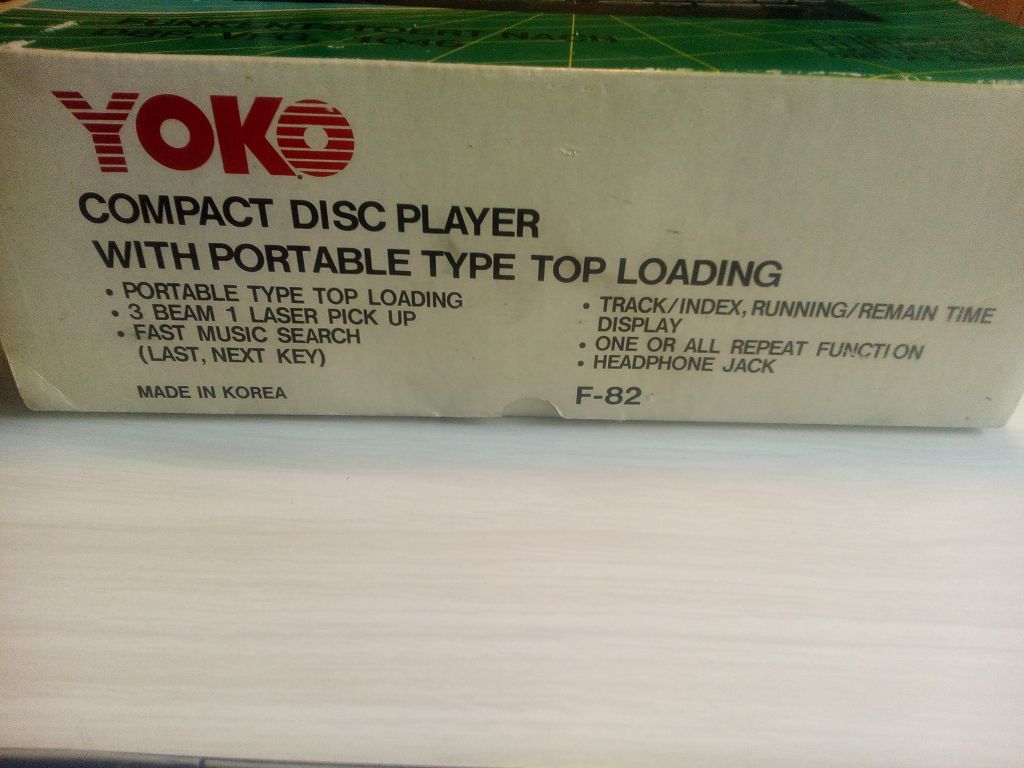 FUNKENTSTOERT NACH
YOKO
COMPACT DISC PLAYER
WITH PORTABLE TYPE TOP LOADING
• PORTABLE TYPE TOP LOADING
• 3 BEAM 1 LASER PICK UP
• FAST MUSIC SEARCH
(LAST, NEXT KEY)
MADE IN KOREA
• TRACK/INDEX, RUNNING/REMAIN TIME
DISPLAY
• ONE OR ALL REPEAT FUNCTION
• HEADPHONE JACK
F-82